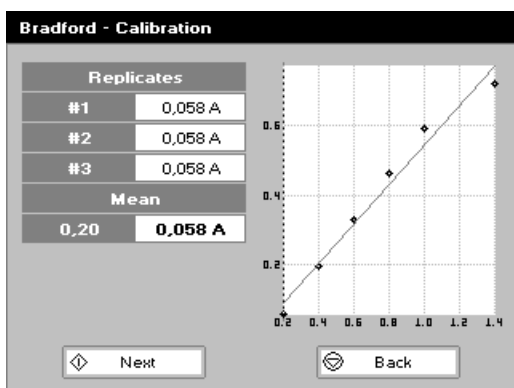 Bradford - Calibration
Replicates
#1 0,058 A
#2 0,058 A
#3 0,058 A
Mean
0,20 0,058 A
0.6
0.4
0.2
0.2 0.4 0.6 0.8 1.0 1.2 1.4
Next Back